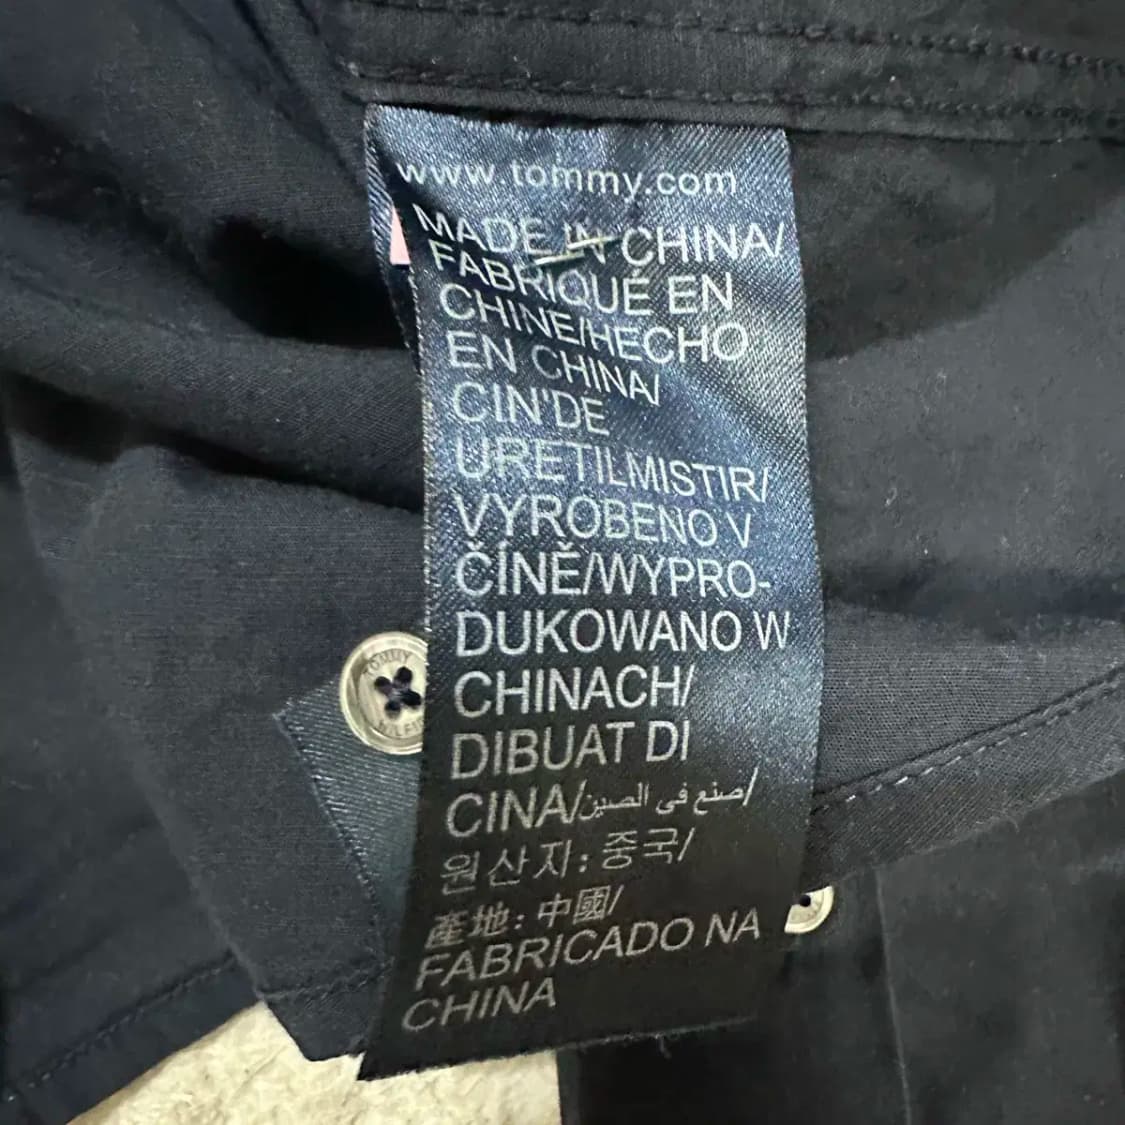 www tommy.com
MADE IN CHINA/
FABRIQUÉ EN
CHINE/HECHO
EN CHINA/
CIN'DE
URETILMISTIR/
VYROBENO V
ČÍNĚ/WYPRO-
DUKOWANO W
CHINACH/
DIBUAT DI
CINA/صنع في الصين/
원산지: 중국/
產地: 中國/
FABRICADO NA
CHINA
TOMMY